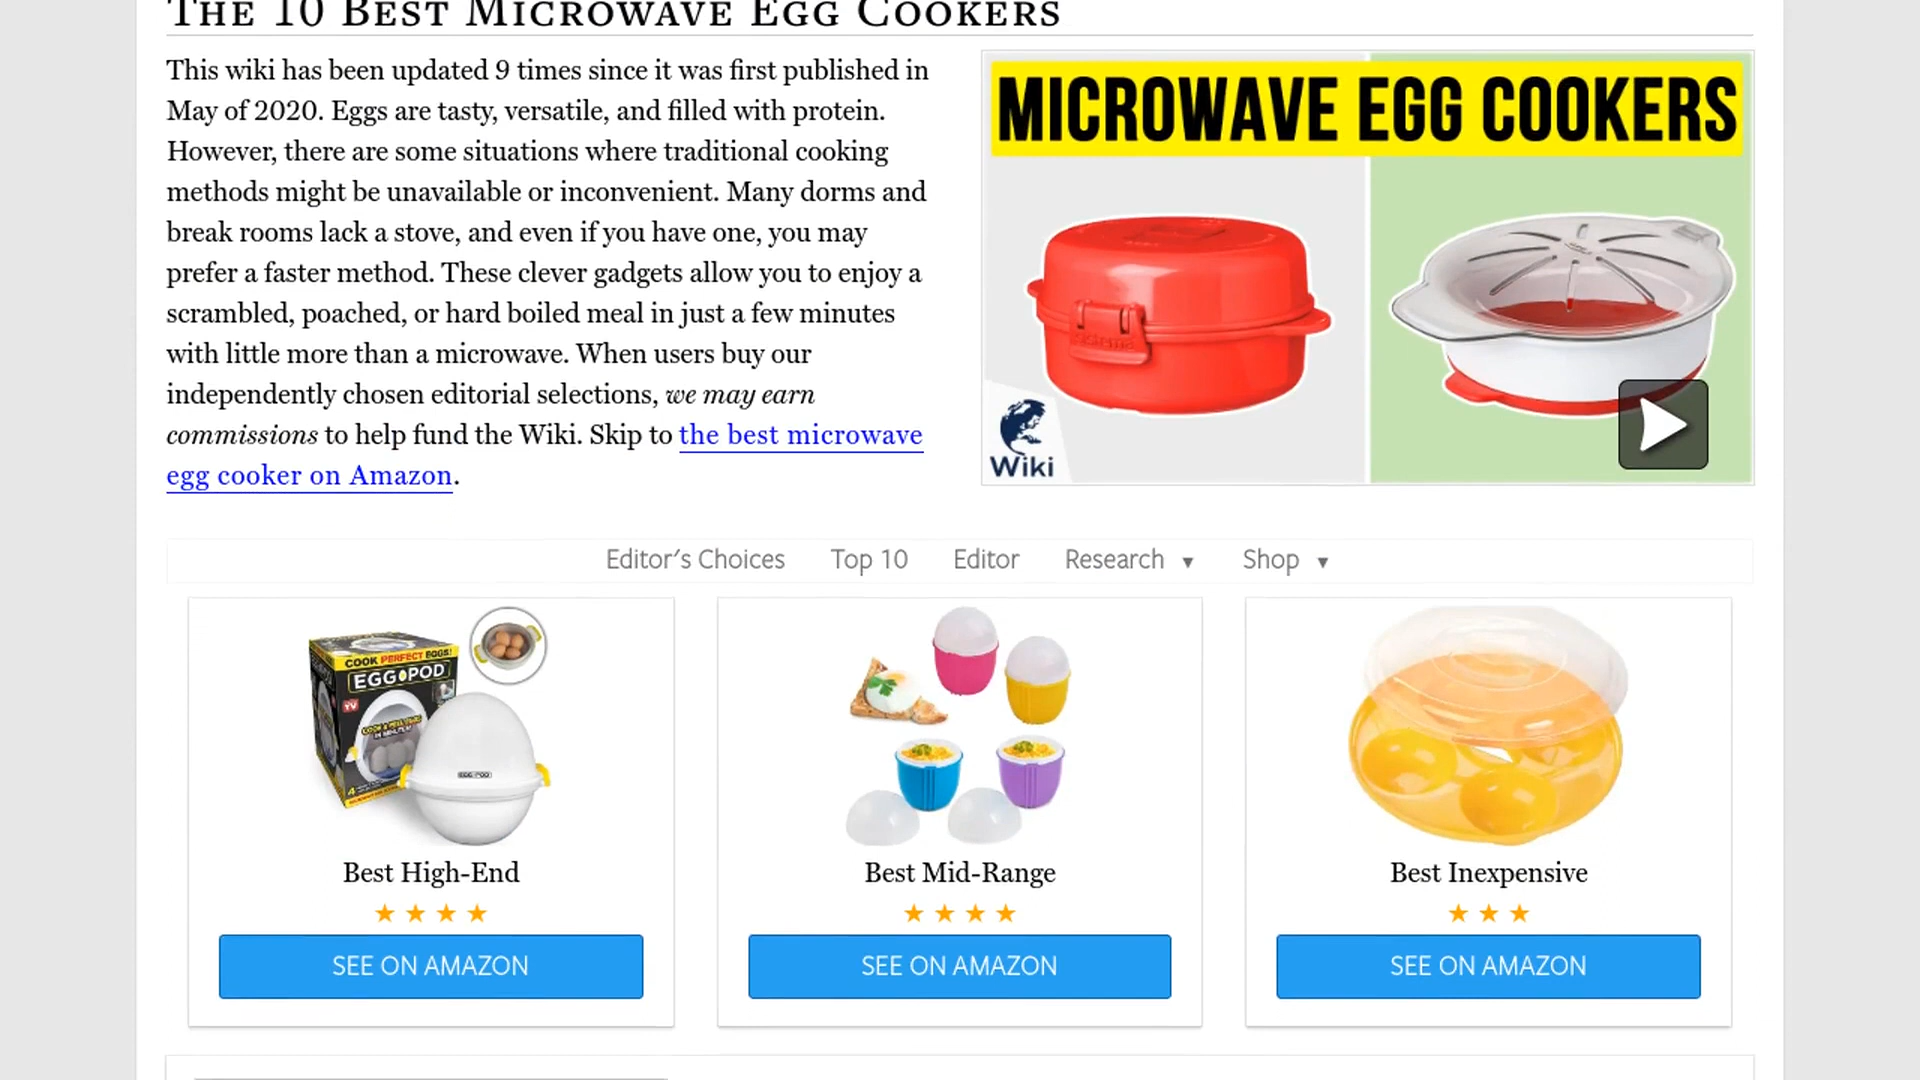 THE 10 BEST MICROWAVE EGG COOKERS
This wiki has been updated 9 times since it was first published in
May of 2020. Eggs are tasty, versatile, and filled with protein.
However, there are some situations where traditional cooking
methods might be unavailable or inconvenient. Many dorms and
break rooms lack a stove, and even if you have one, you may
prefer a faster method. These clever gadgets allow you to enjoy a
scrambled, poached, or hard boiled meal in just a few minutes
with little more than a microwave. When users buy our
independently chosen editorial selections, we may earn
commissions to help fund the Wiki. Skip to the best microwave
egg cooker on Amazon.
MICROWAVE EGG COOKERS
sistema
Wiki
Editor's Choices
Top 10
Editor
Research ▼
Shop ▼
COOK PERFECT EGGS!
EGG POD
TV
EGG POD
Best High-End
★ ★ ★ ★
SEE ON AMAZON
Best Mid-Range
★ ★ ★ ★
SEE ON AMAZON
Best Inexpensive
★ ★ ★
SEE ON AMAZON